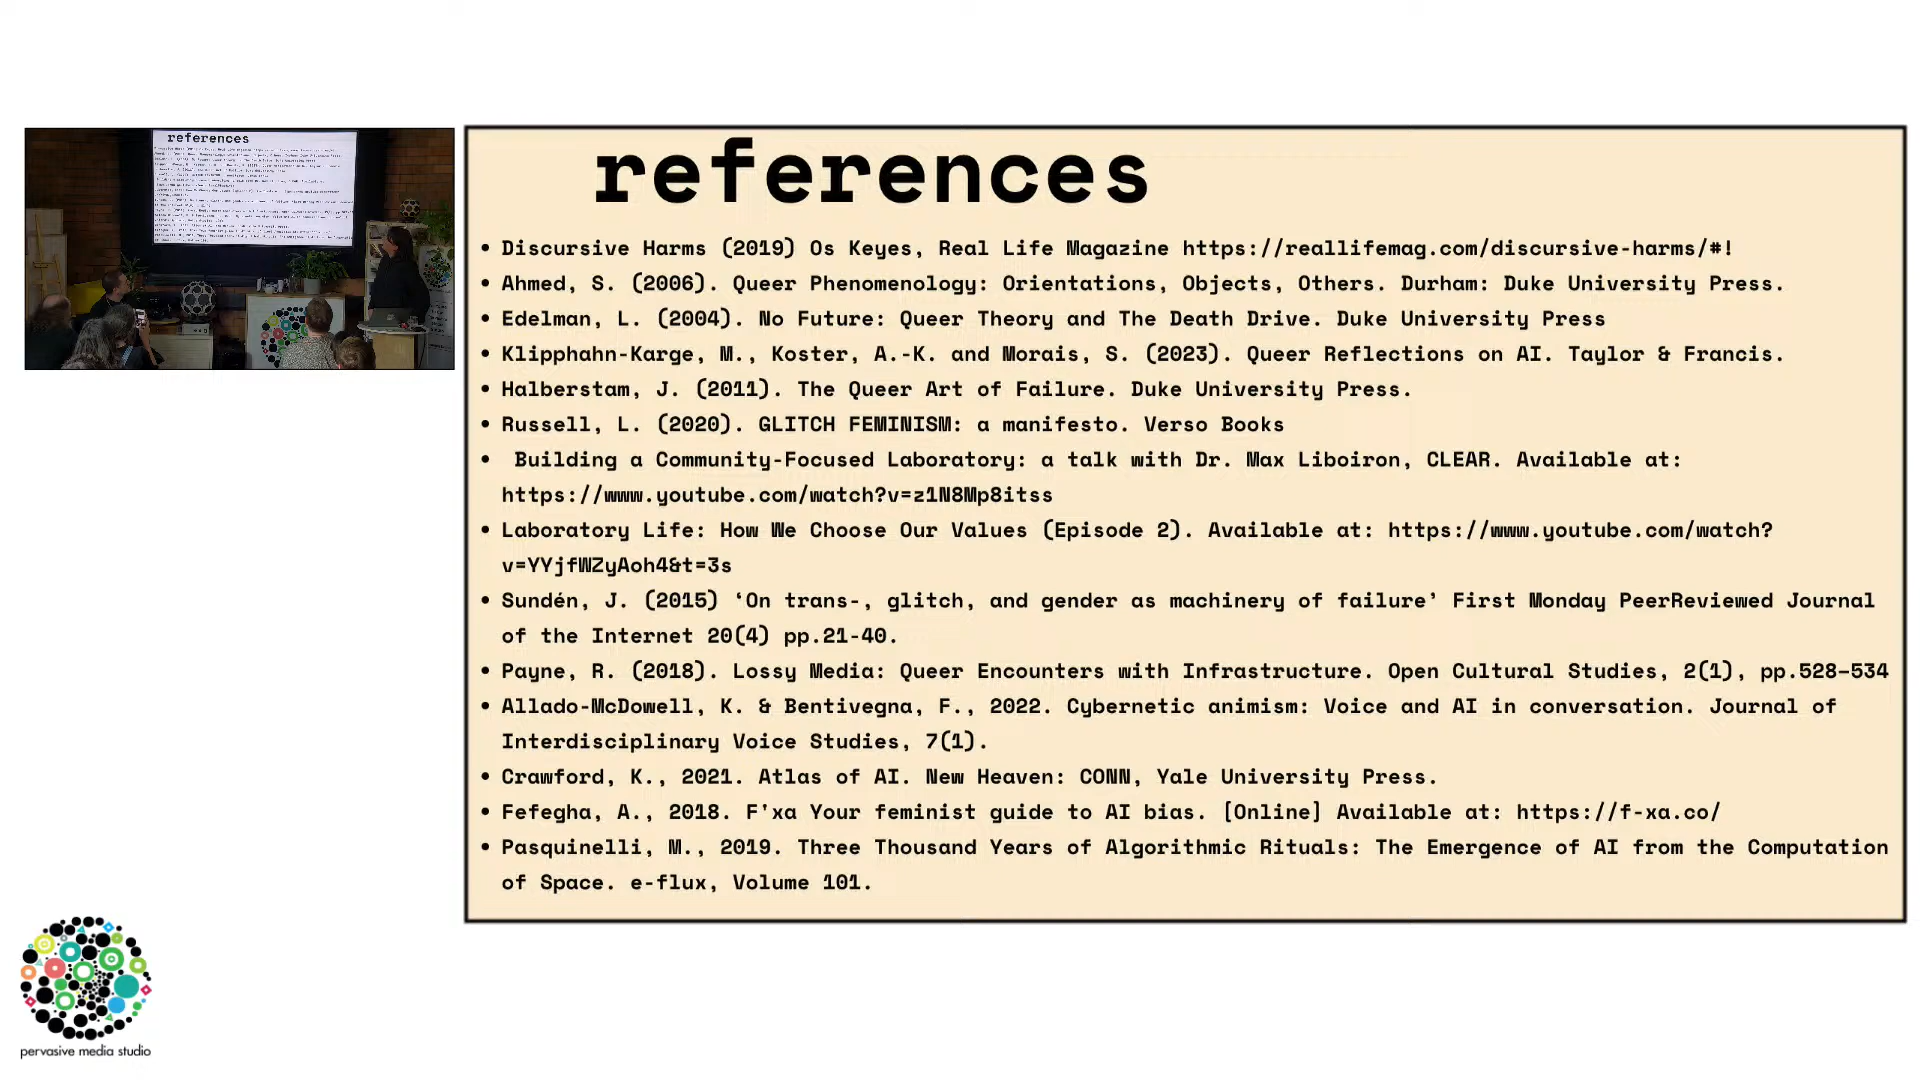 references
references
• Discursive Harms (2019) Os Keyes, Real Life Magazine https://reallifemag.com/discursive-harms/#!
• Ahmed, S. (2006). Queer Phenomenology: Orientations, Objects, Others. Durham: Duke University Press.
• Edelman, L. (2004). No Future: Queer Theory and The Death Drive. Duke University Press
• Klipphahn-Karge, M., Koster, A.-K. and Morais, S. (2023). Queer Reflections on AI. Taylor & Francis.
• Halberstam, J. (2011). The Queer Art of Failure. Duke University Press.
• Russell, L. (2020). GLITCH FEMINISM: a manifesto. Verso Books
• Building a Community-Focused Laboratory: a talk with Dr. Max Liboiron, CLEAR. Available at:
https://www.youtube.com/watch?v=z1N8Mp8itss
• Laboratory Life: How We Choose Our Values (Episode 2). Available at: https://www.youtube.com/watch?
v=YYjfWZyAoh4&t=3s
• Sundén, J. (2015) ‘On trans-, glitch, and gender as machinery of failure’ First Monday PeerReviewed Journal
of the Internet 20(4) pp.21-40.
• Payne, R. (2018). Lossy Media: Queer Encounters with Infrastructure. Open Cultural Studies, 2(1), pp.528–534
• Allado-McDowell, K. & Bentivegna, F., 2022. Cybernetic animism: Voice and AI in conversation. Journal of
Interdisciplinary Voice Studies, 7(1).
• Crawford, K., 2021. Atlas of AI. New Heaven: CONN, Yale University Press.
• Fefegha, A., 2018. F'xa Your feminist guide to AI bias. [Online] Available at: https://f-xa.co/
• Pasquinelli, M., 2019. Three Thousand Years of Algorithmic Rituals: The Emergence of AI from the Computation
of Space. e-flux, Volume 101.
pervasive media studio